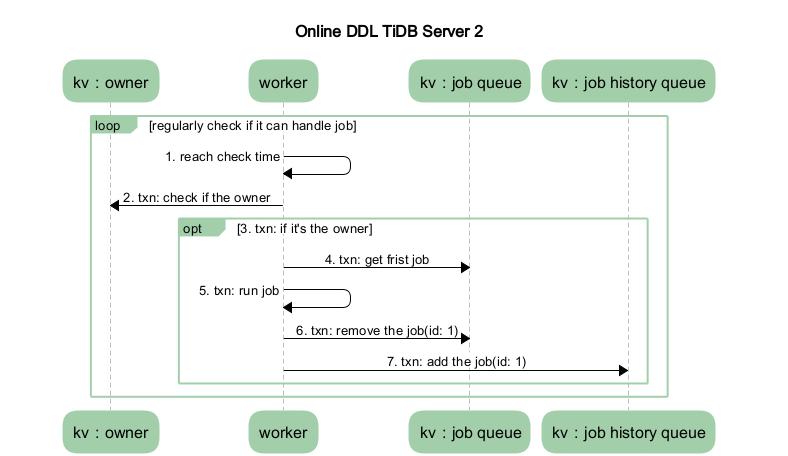 Online DDL TiDB Server 2
kv : owner
worker
kv : job queue
kv : job history queue
loop
[regularly check if it can handle job]
1. reach check time
2. txn: check if the owner
opt
[3. txn: if it's the owner]
4. txn: get frist job
5. txn: run job
6. txn: remove the job(id: 1)
7. txn: add the job(id: 1)
kv : owner
worker
kv : job queue
kv : job history queue